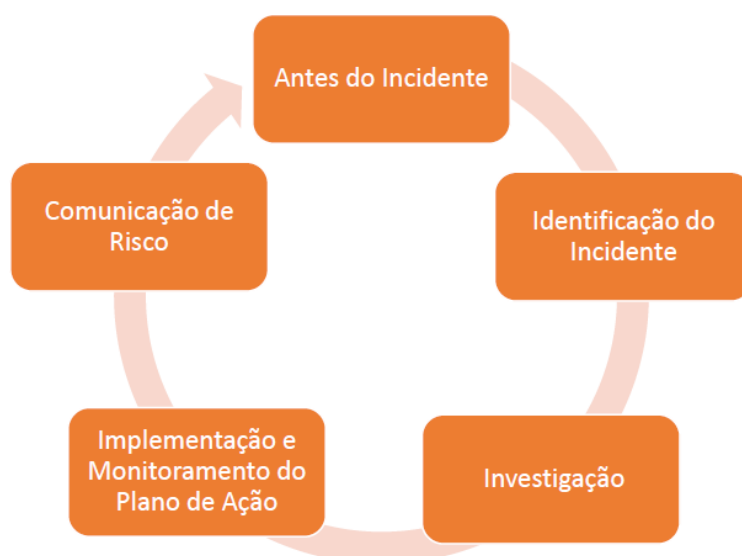 Antes do Incidente
Identificação do
Incidente
Investigação
Implementação e
Monitoramento do
Plano de Ação
Comunicação de
Risco